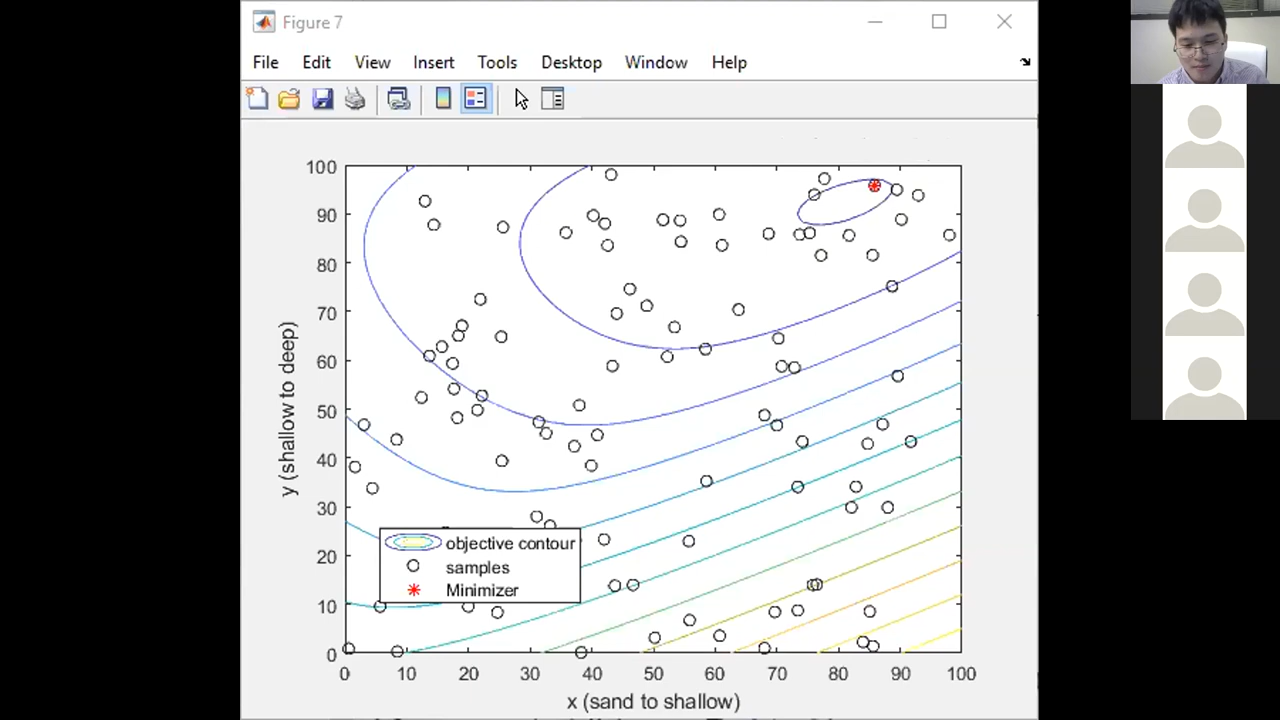 Figure 7
File Edit View Insert Tools Desktop Window Help
100
90
80
70
60
50
40
30
20
10
0
y (shallow to deep)
objective contour
samples
Minimizer
0 10 20 30 40 50 60 70 80 90 100
x (sand to shallow)